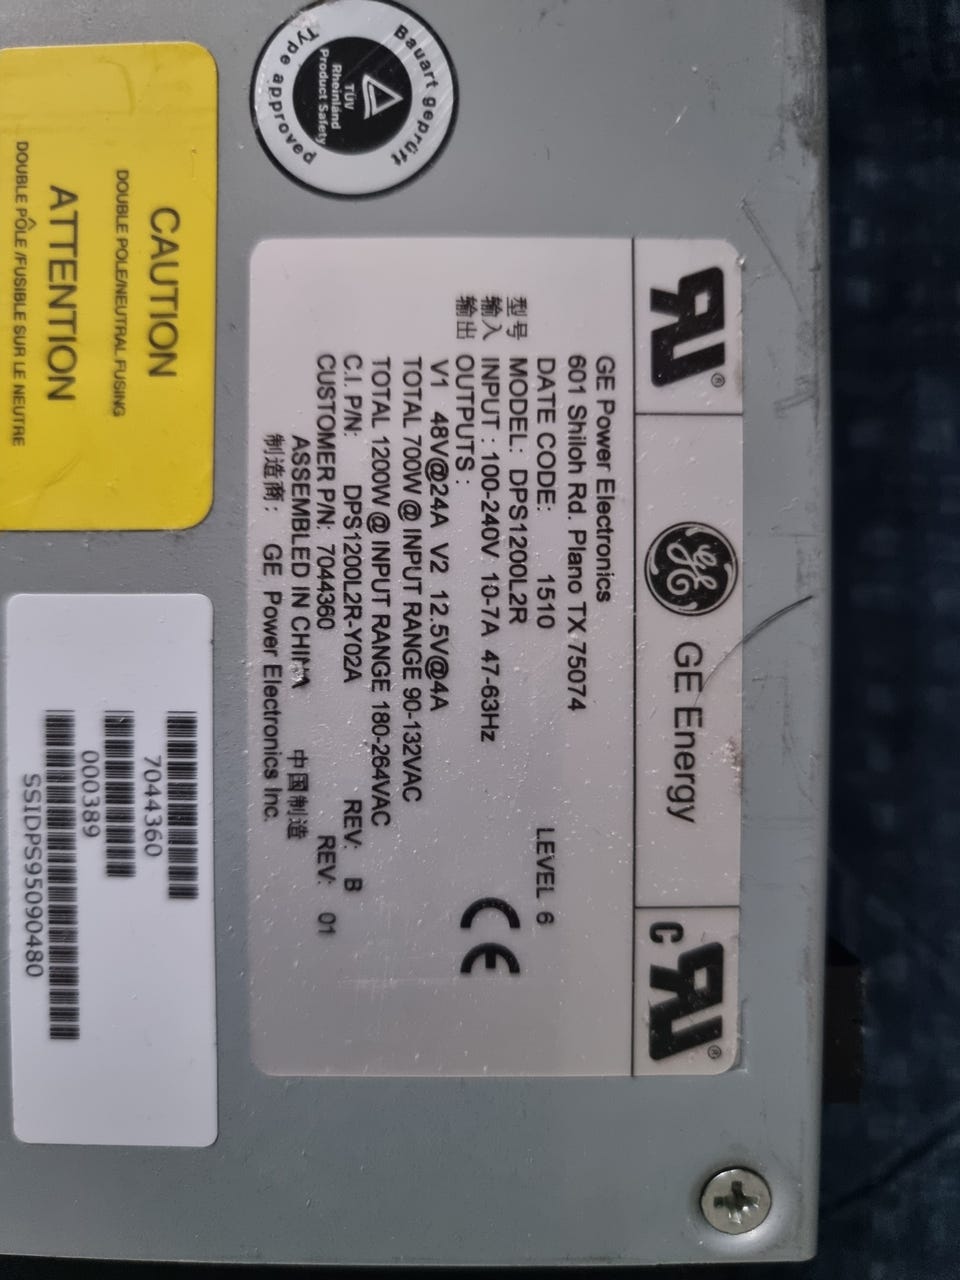 Bauart geprüft
Type approved
TÜV
Rheinland
Product Safety
UR®
GE
GE Energy
c UR®
GE Power Electronics
601 Shiloh Rd. Plano TX 75074
DATE CODE: 1510 LEVEL 6
型号 MODEL: DPS1200L2R
输入 INPUT : 100-240V 10-7A 47-63Hz
输出 OUTPUTS :
V1 48V@24A V2 12.5V@4A
TOTAL 700W @ INPUT RANGE 90-132VAC
TOTAL 1200W @ INPUT RANGE 180-264VAC
C.I. P/N: DPS1200L2R-Y02A REV: B
CUSTOMER P/N: 7044360 REV: 01
ASSEMBLED IN CHINA 中国制造
制造商: GE Power Electronics Inc.
CE
CAUTION
DOUBLE POLE/NEUTRAL FUSING
ATTENTION
DOUBLE PÔLE /FUSIBLE SUR LE NEUTRE
7044360
000389
SSIDPS95090480